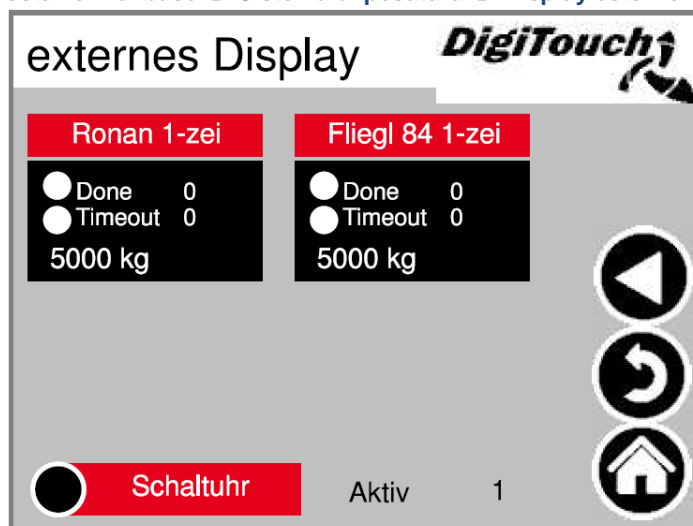 externes Display
DigiTouch
Ronan 1-zei
Fliegl 84 1-zei
Done 0
Timeout 0
5000 kg
Done 0
Timeout 0
5000 kg
Schaltuhr
Aktiv 1